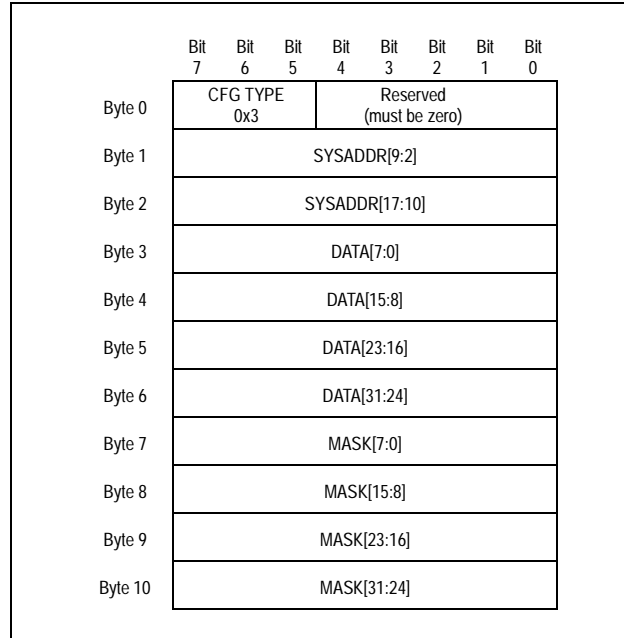 Bit Bit Bit Bit Bit Bit Bit Bit
7 6 5 4 3 2 1 0
Byte 0 CFG TYPE Reserved
0x3 (must be zero)
Byte 1 SYSADDR[9:2]
Byte 2 SYSADDR[17:10]
Byte 3 DATA[7:0]
Byte 4 DATA[15:8]
Byte 5 DATA[23:16]
Byte 6 DATA[31:24]
Byte 7 MASK[7:0]
Byte 8 MASK[15:8]
Byte 9 MASK[23:16]
Byte 10 MASK[31:24]